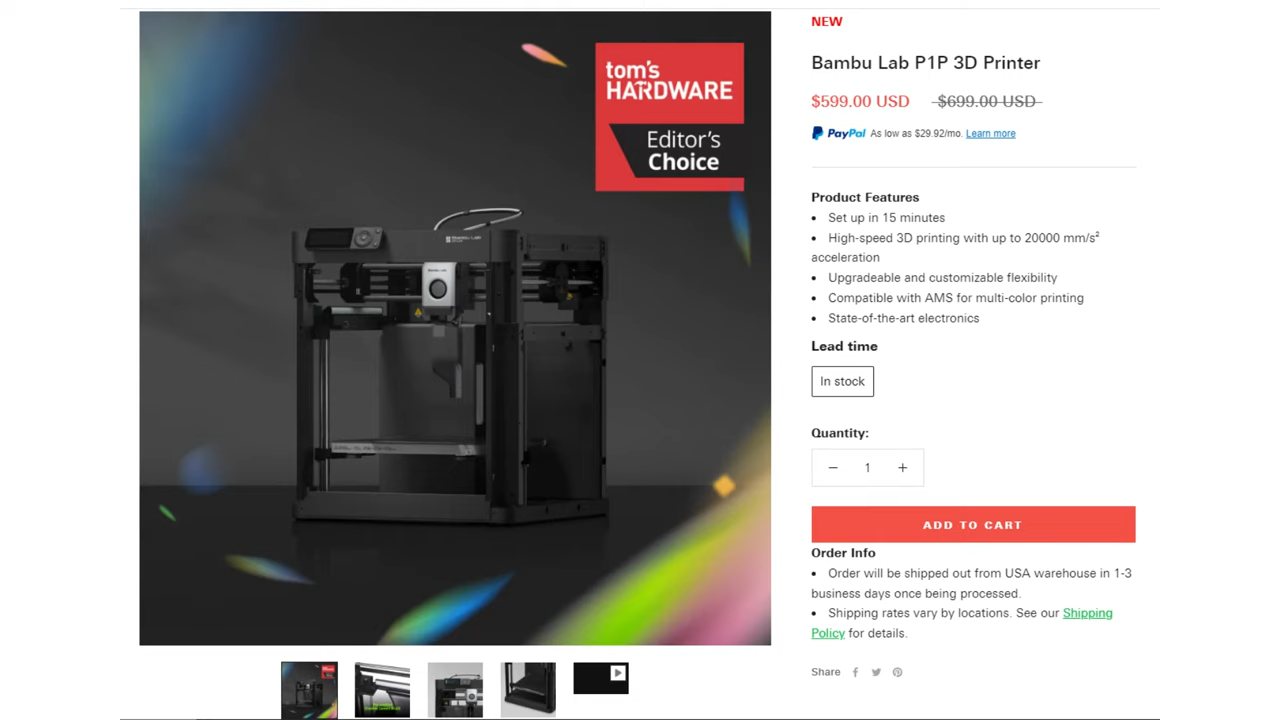 tom's
HARDWARE
Editor's
Choice
NEW
Bambu Lab P1P 3D Printer
$599.00 USD $699.00 USD
PayPal As low as $29.92/mo. Learn more
Product Features
• Set up in 15 minutes
• High-speed 3D printing with up to 20000 mm/s²
acceleration
• Upgradeable and customizable flexibility
• Compatible with AMS for multi-color printing
• State-of-the-art electronics
Lead time
In stock
Quantity:
− 1 +
ADD TO CART
Order Info
• Order will be shipped out from USA warehouse in 1-3
business days once being processed.
• Shipping rates vary by locations. See our Shipping
Policy for details.
Share